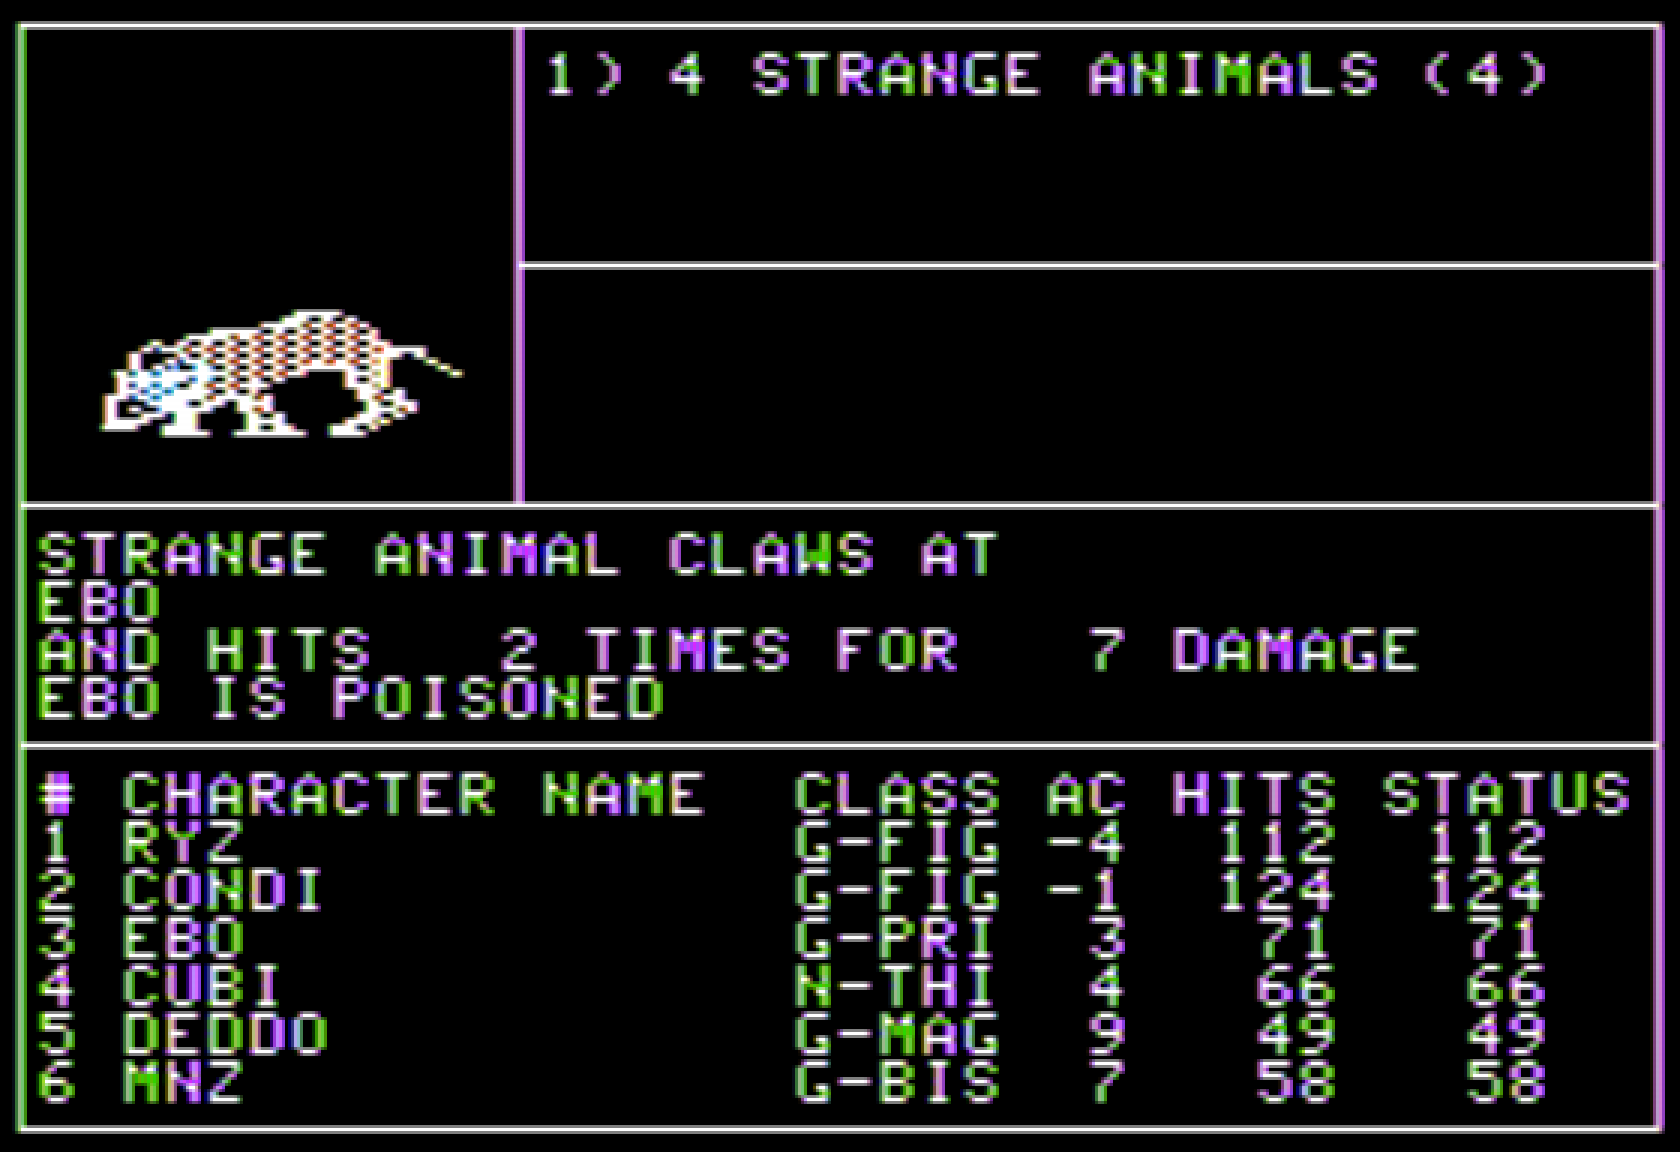 1) 4 STRANGE ANIMALS (4)
STRANGE ANIMAL CLAWS AT
EBO
AND HITS 2 TIMES FOR 7 DAMAGE
EBO IS POISONED
# CHARACTER NAME CLASS AC HITS STATUS
1 RYZ G-FIG -4 112 112
2 CONDI G-FIG -1 124 124
3 EBO G-PRI 3 71 71
4 CUBI N-THI 4 66 66
5 DEDDO G-MAG 9 49 49
6 MNZ G-BIS 7 58 58